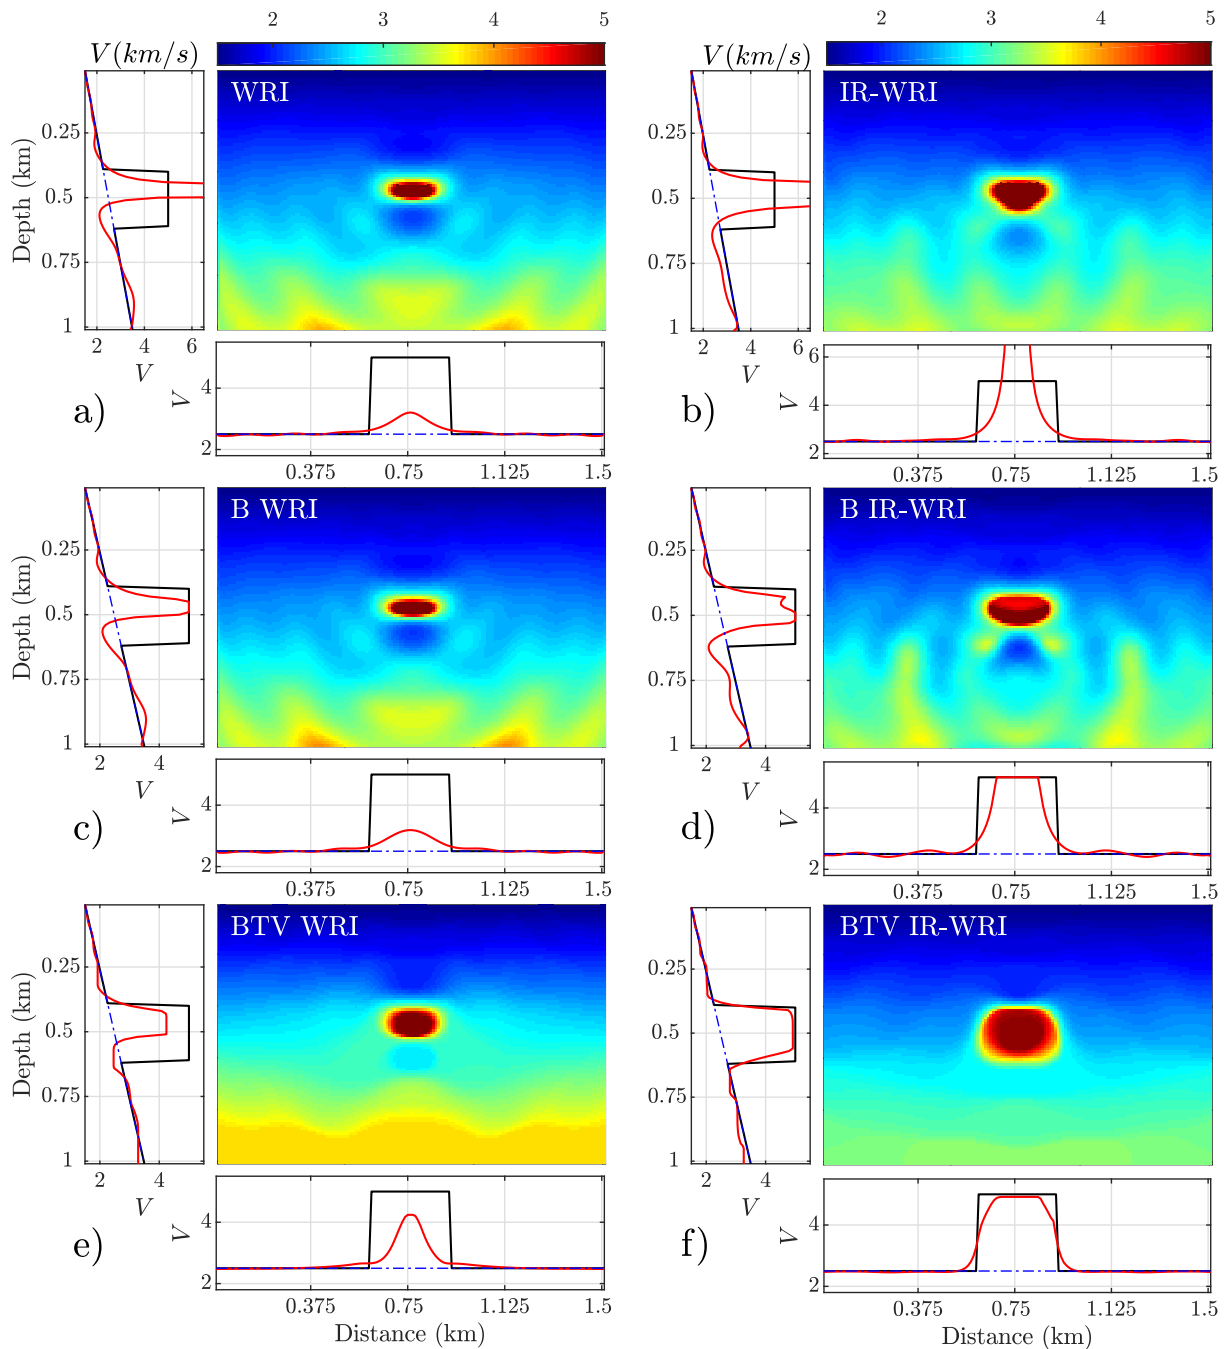 2 3 4 5
2 3 4 5
V(km/s)
V(km/s)
WRI
IR-WRI
0.25
0.5
0.75
1
Depth (km)
2 4 6
V
0.25
0.5
0.75
1
2 4 6
V
a)
V
4
2
0.375 0.75 1.125 1.5
b)
V
6
4
2
0.375 0.75 1.125 1.5
B WRI
B IR-WRI
0.25
0.5
0.75
1
Depth (km)
2 4
V
0.25
0.5
0.75
1
2 4
V
c)
V
4
2
0.375 0.75 1.125 1.5
d)
V
4
2
0.375 0.75 1.125 1.5
BTV WRI
BTV IR-WRI
0.25
0.5
0.75
1
Depth (km)
2 4
V
0.25
0.5
0.75
1
2 4
V
e)
V
4
2
0.375 0.75 1.125 1.5
Distance (km)
f)
V
4
2
0.375 0.75 1.125 1.5
Distance (km)